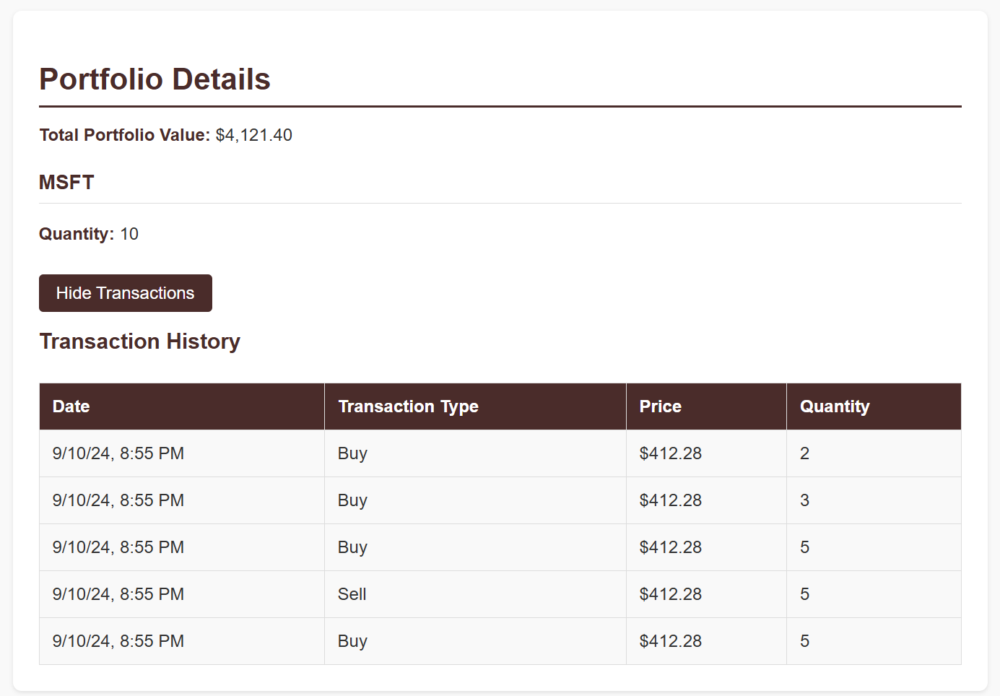 Portfolio Details
Total Portfolio Value: $4,121.40
MSFT
Quantity: 10
Hide Transactions
Transaction History
Date Transaction Type Price Quantity
9/10/24, 8:55 PM Buy $412.28 2
9/10/24, 8:55 PM Buy $412.28 3
9/10/24, 8:55 PM Buy $412.28 5
9/10/24, 8:55 PM Sell $412.28 5
9/10/24, 8:55 PM Buy $412.28 5